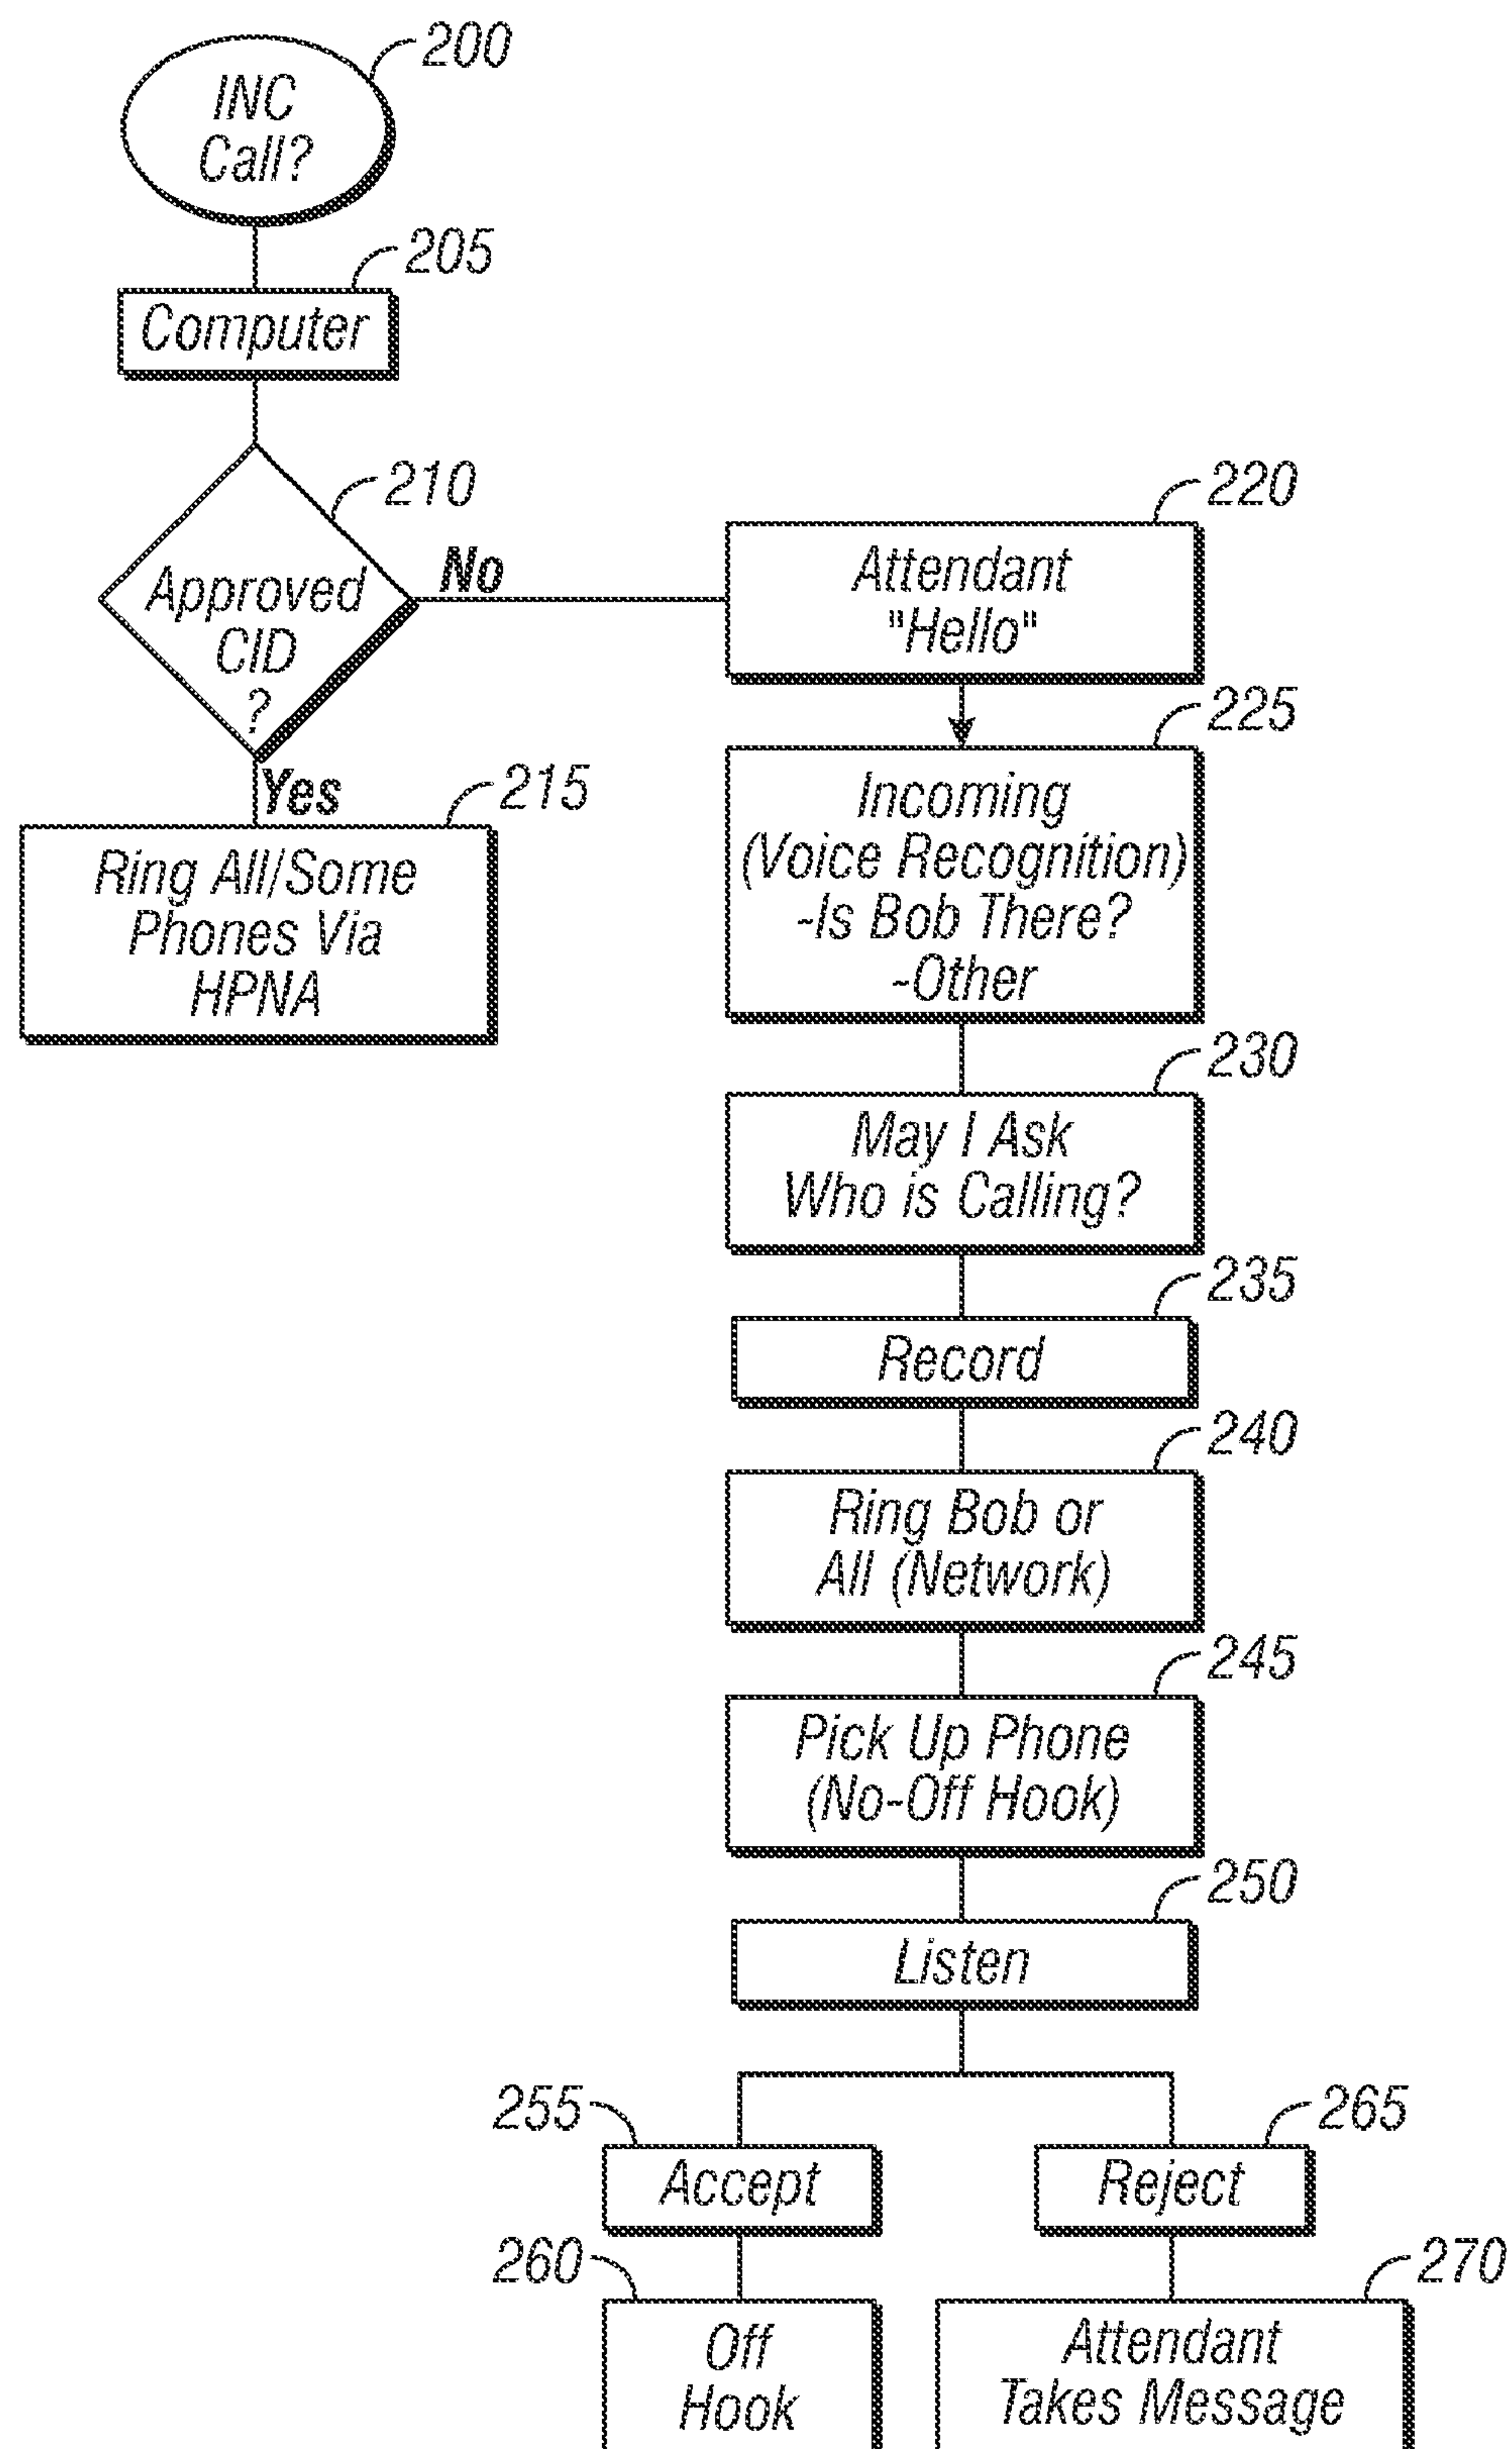 200
INC
Call?
205
Computer
210
Approved
CID
?
No
Yes
215
Ring All/Some
Phones Via
HPNA
220
Attendant
"Hello"
225
Incoming
(Voice Recognition)
-Is Bob There?
-Other
230
May I Ask
Who is Calling?
235
Record
240
Ring Bob or
All (Network)
245
Pick Up Phone
(No-Off Hook)
250
Listen
255
Accept
265
Reject
260
Off
Hook
270
Attendant
Takes Message